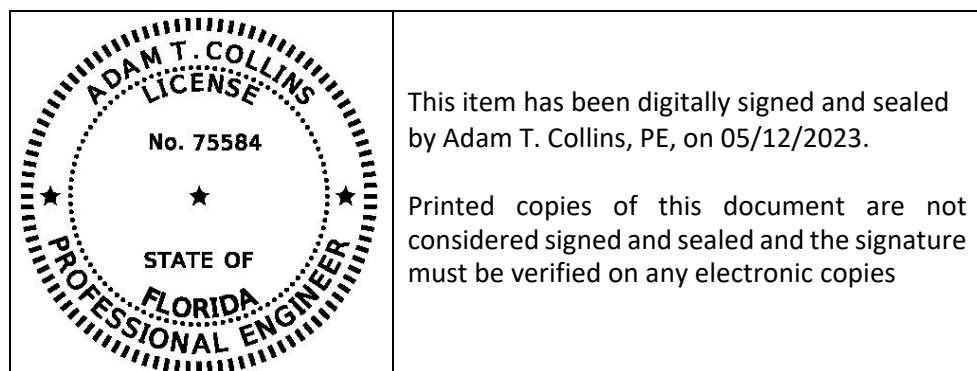 ADAM T. COLLINS
LICENSE
No. 75584
STATE OF
FLORIDA
PROFESSIONAL ENGINEER
This item has been digitally signed and sealed
by Adam T. Collins, PE, on 05/12/2023.
Printed copies of this document are not
considered signed and sealed and the signature
must be verified on any electronic copies